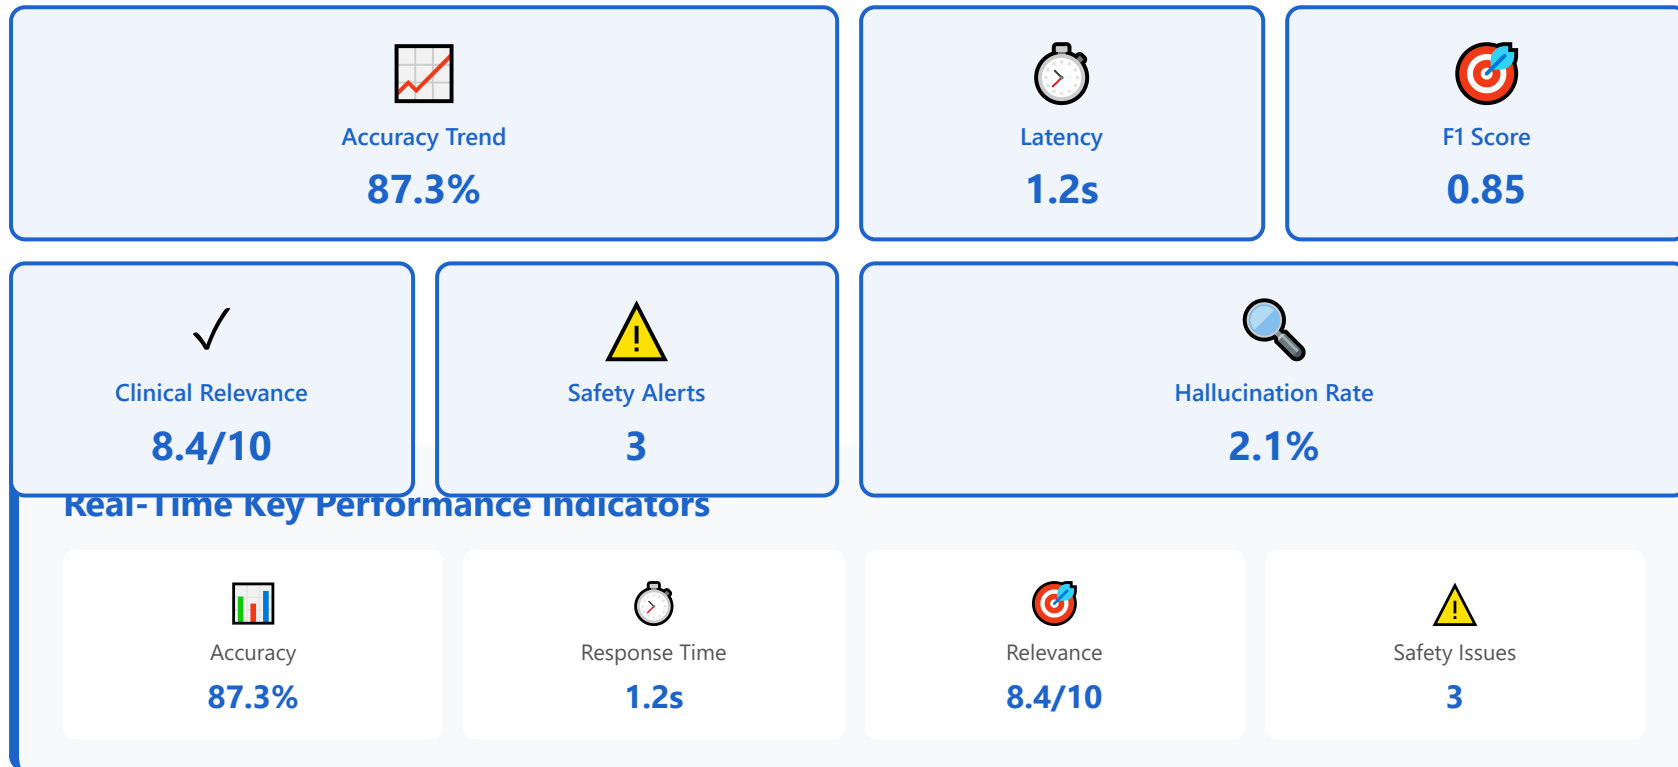 Accuracy Trend
87.3%
Latency
1.2s
F1 Score
0.85
Clinical Relevance
8.4/10
Safety Alerts
3
Hallucination Rate
2.1%
Real-Time Key Performance Indicators
Accuracy
87.3%
Response Time
1.2s
Relevance
8.4/10
Safety Issues
3